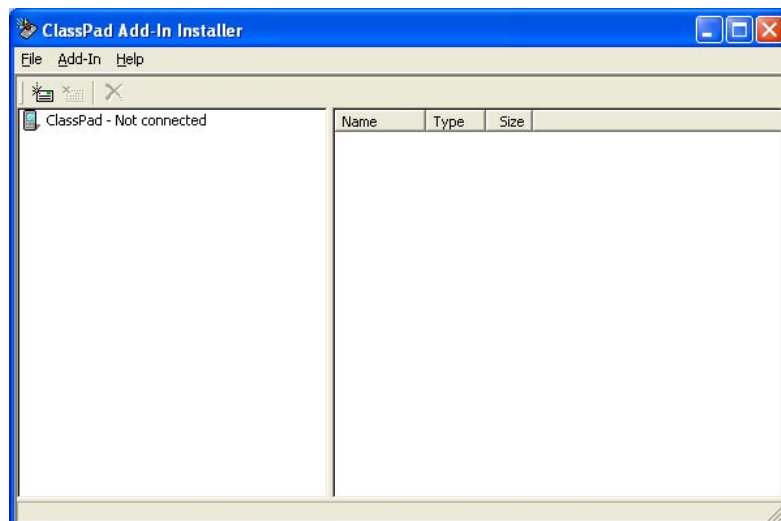 ClassPad Add-In Installer
File Add-In Help
ClassPad - Not connected
Name Type Size